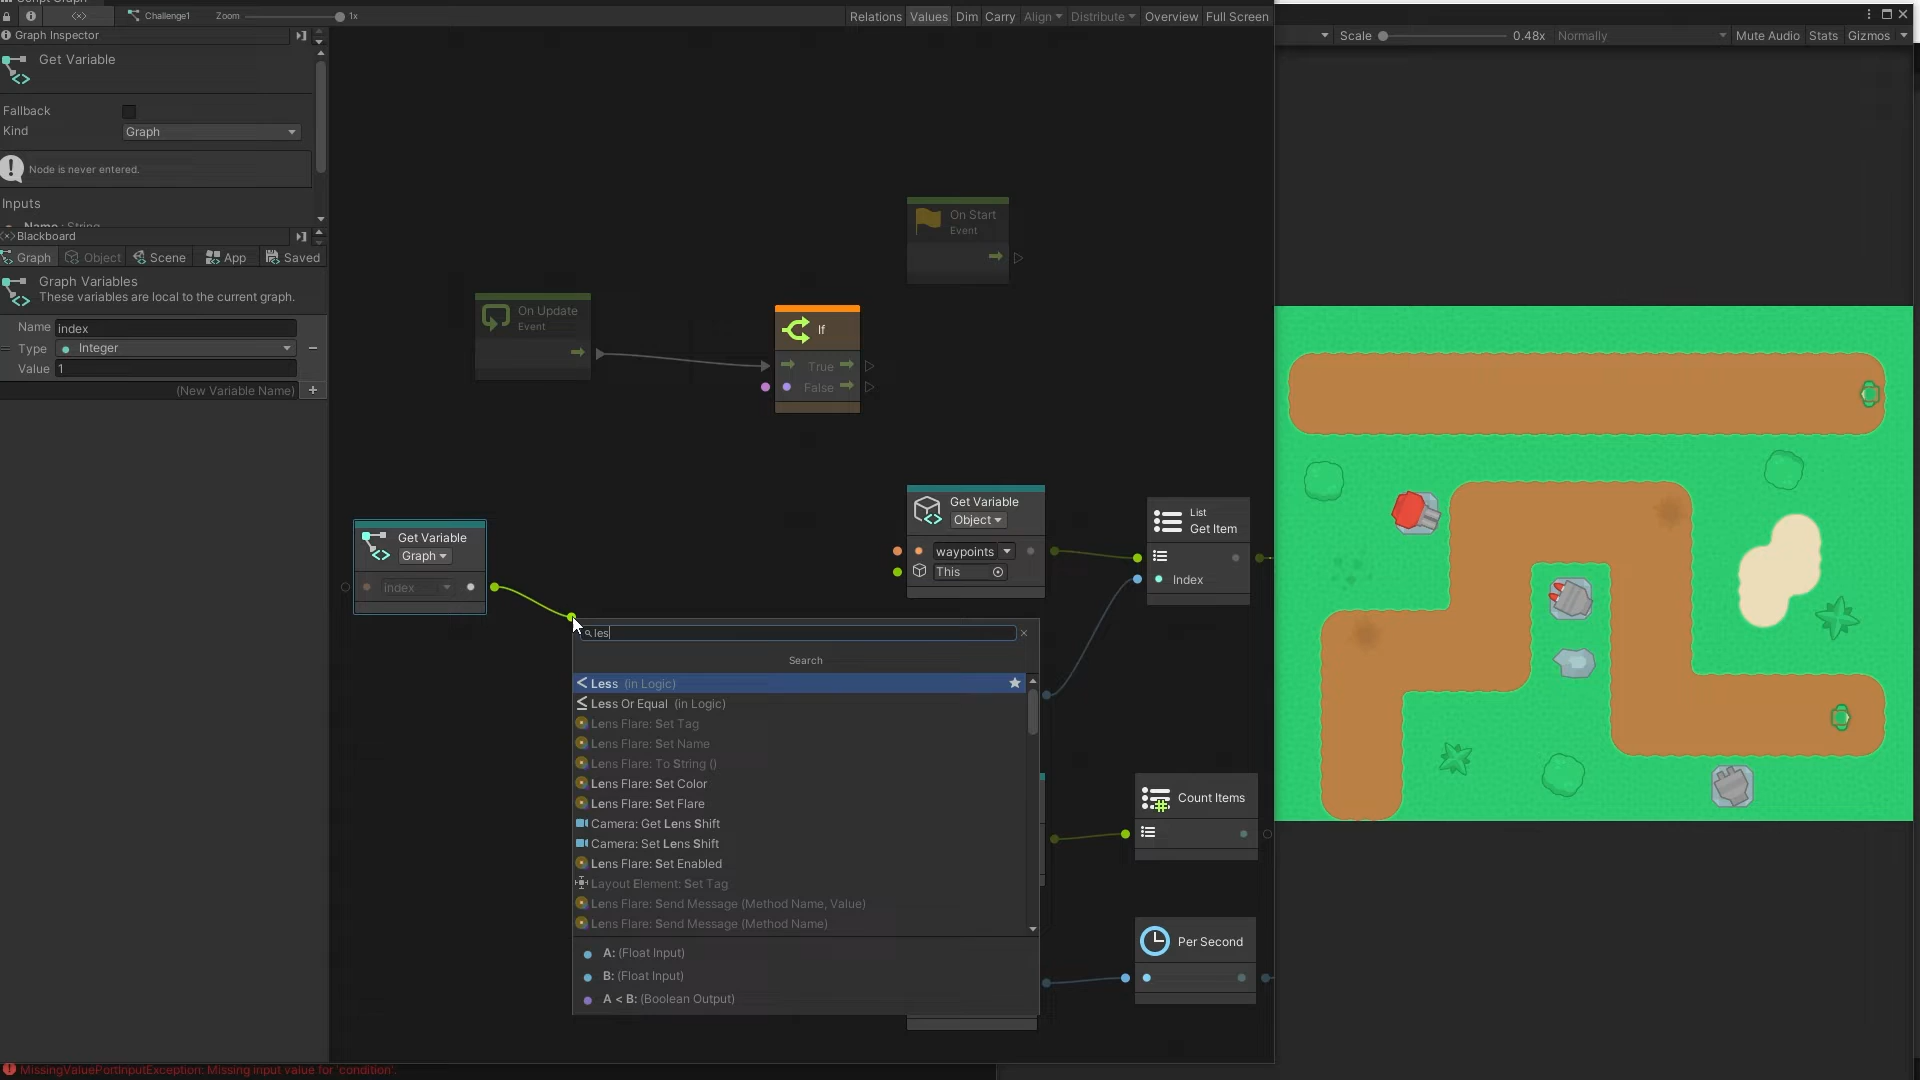 Script Graph
Challenge1
Zoom
1x
Relations
Values
Dim
Carry
Align
Distribute
Overview
Full Screen
Scale
0.48x
Normally
Mute Audio
Stats
Gizmos
Graph Inspector
Get Variable
Fallback
Kind
Graph
Node is never entered.
Inputs
Name : String
Blackboard
Graph
Object
Scene
App
Saved
Graph Variables
These variables are local to the current graph.
Name
index
Type
Integer
Value
1
(New Variable Name)
On Start
Event
On Update
Event
If
True
False
Get Variable
Object
waypoints
This
List
Get Item
Index
Get Variable
Graph
index
les
Search
Less (in Logic)
Less Or Equal (in Logic)
Lens Flare: Set Tag
Lens Flare: Set Name
Lens Flare: To String ()
Lens Flare: Set Color
Lens Flare: Set Flare
Camera: Get Lens Shift
Camera: Set Lens Shift
Lens Flare: Set Enabled
Layout Element: Set Tag
Lens Flare: Send Message (Method Name, Value)
Lens Flare: Send Message (Method Name)
A: (Float Input)
B: (Float Input)
A < B: (Boolean Output)
Count Items
Per Second
MissingValuePortInputException: Missing input value for 'condition'.